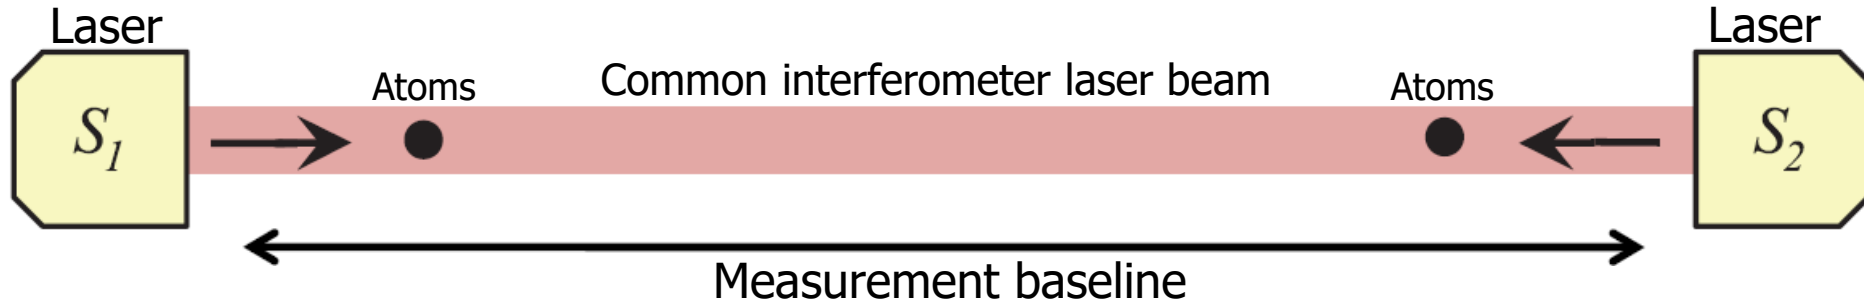 Laser
Laser
Atoms
Common interferometer laser beam
Atoms
S1
S2
Measurement baseline